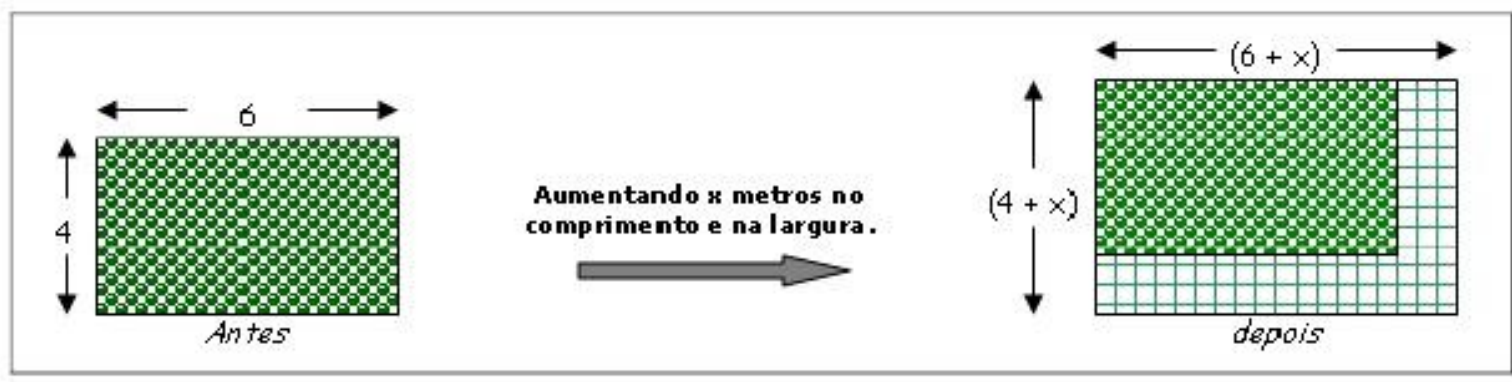 6
4
Antes
Aumentando x metros no
comprimento e na largura.
(6 + x)
(4 + x)
depois